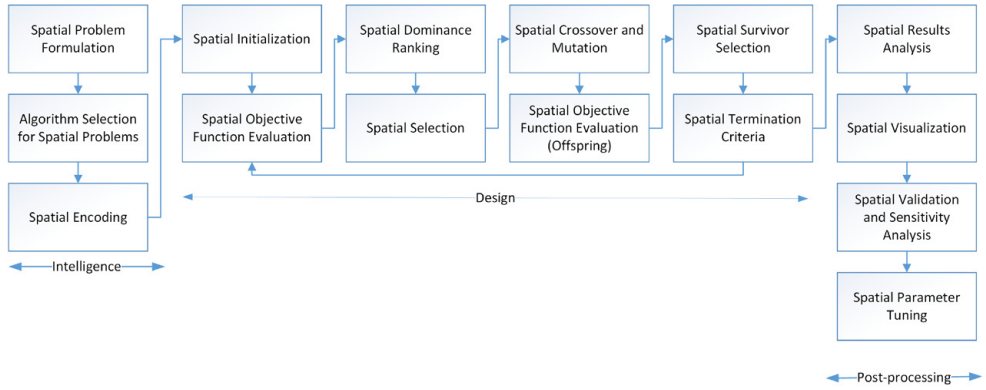 Spatial Problem
Formulation
Algorithm Selection
for Spatial Problems
Spatial Encoding
Intelligence
Spatial Initialization
Spatial Objective
Function Evaluation
Spatial Dominance
Ranking
Spatial Selection
Spatial Crossover and
Mutation
Spatial Objective
Function Evaluation
(Offspring)
Spatial Survivor
Selection
Spatial Termination
Criteria
Design
Spatial Results
Analysis
Spatial Visualization
Spatial Validation
and Sensitivity
Analysis
Spatial Parameter
Tuning
Post-processing